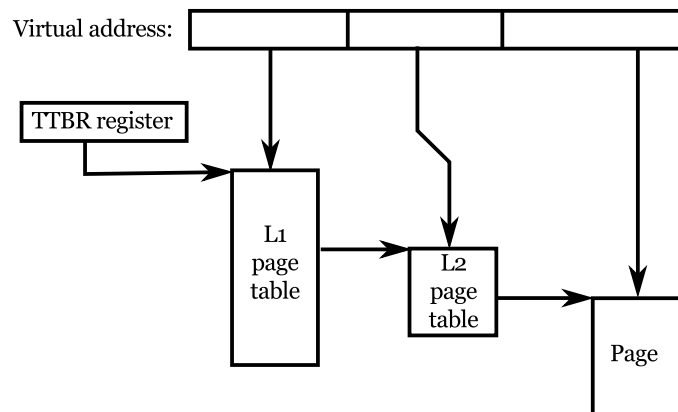 Virtual address:
TTBR register
L1
page
table
L2
page
table
Page